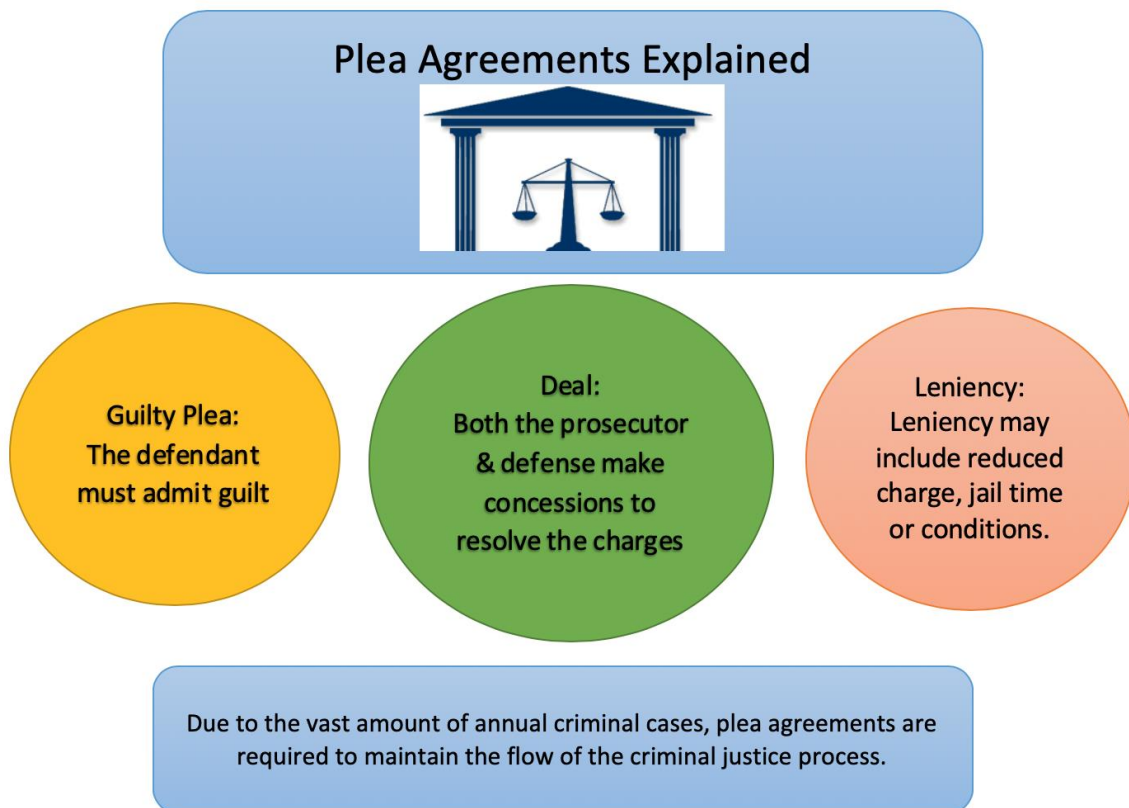 Plea Agreements Explained
Guilty Plea:
The defendant
must admit guilt
Deal:
Both the prosecutor
& defense make
concessions to
resolve the charges
Leniency:
Leniency may
include reduced
charge, jail time
or conditions.
Due to the vast amount of annual criminal cases, plea agreements are
required to maintain the flow of the criminal justice process.